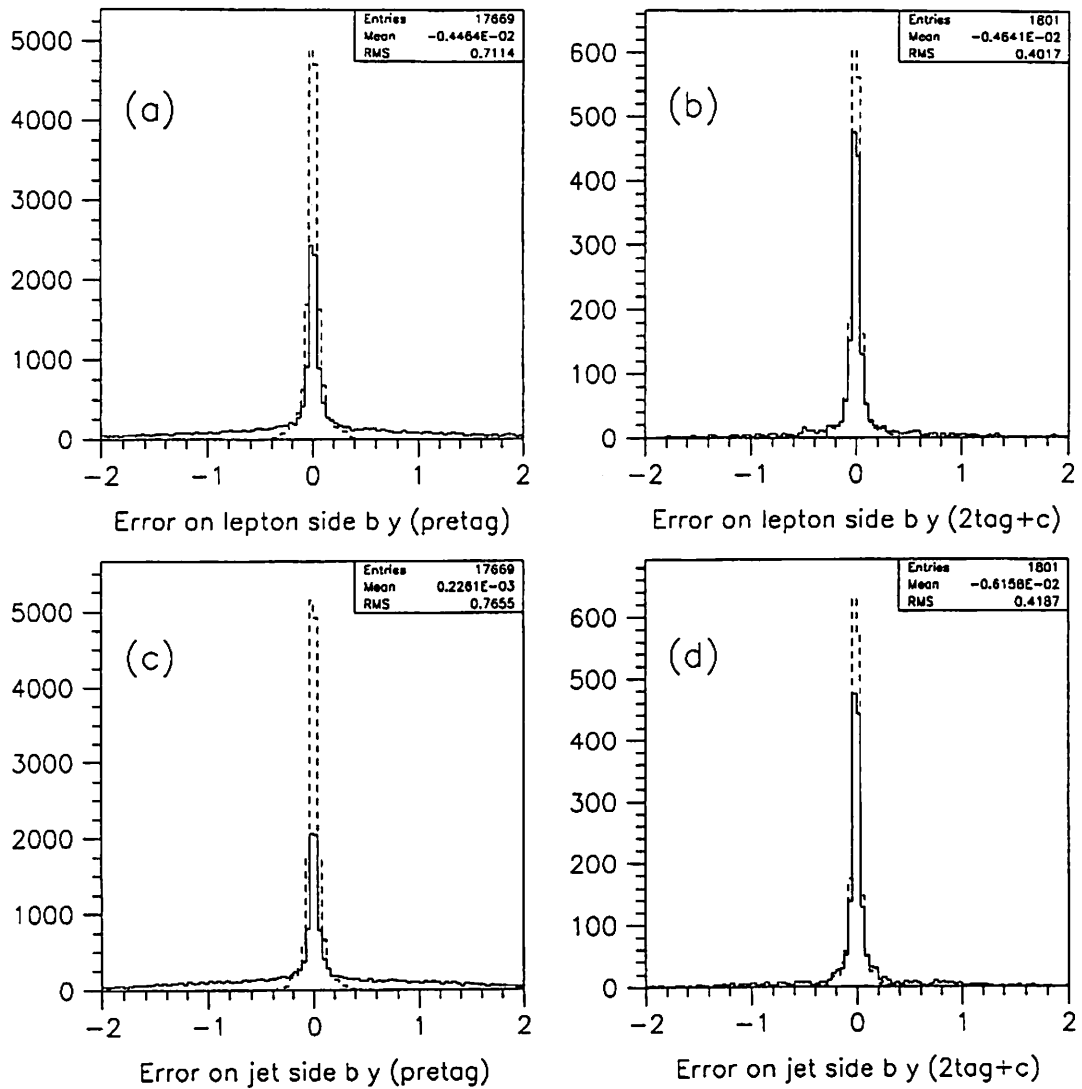 Entries 17669
Mean -0.4464E-02
RMS 0.7114
(a)
5000
4000
3000
2000
1000
0
-2 -1 0 1 2
Error on lepton side b y (pretag)
Entries 1801
Mean -0.4641E-02
RMS 0.4017
(b)
600
500
400
300
200
100
0
-2 -1 0 1 2
Error on lepton side b y (2tag+c)
Entries 17669
Mean 0.2261E-03
RMS 0.7655
(c)
5000
4000
3000
2000
1000
0
-2 -1 0 1 2
Error on jet side b y (pretag)
Entries 1801
Mean -0.6158E-02
RMS 0.4187
(d)
600
500
400
300
200
100
0
-2 -1 0 1 2
Error on jet side b y (2tag+c)